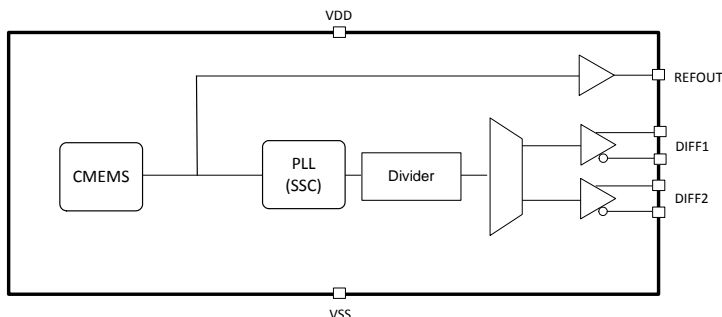 VDD
REFOUT
CMEMS
PLL
(SSC)
Divider
DIFF1
DIFF2
VSS